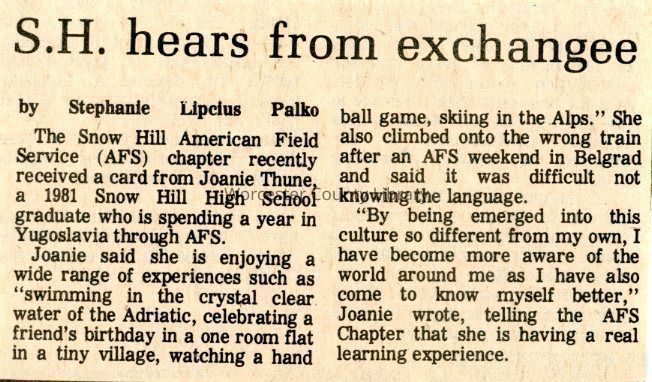 S.H. hears from exchangee
by Stephanie Lipcius Palko
The Snow Hill American Field
Service (AFS) chapter recently
received a card from Joanie Thune,
a 1981 Snow Hill High School
graduate who is spending a year in
Yugoslavia through AFS.
Joanie said she is enjoying a
wide range of experiences such as
"swimming in the crystal clear
water of the Adriatic, celebrating a
friend's birthday in a one room flat
in a tiny village, watching a hand
ball game, skiing in the Alps." She
also climbed onto the wrong train
after an AFS weekend in Belgrad
and said it was difficult not
knowing the language.
"By being emerged into this
culture so different from my own, I
have become more aware of the
world around me as I have also
come to know myself better,"
Joanie wrote, telling the AFS
Chapter that she is having a real
learning experience.
Worcester County Library